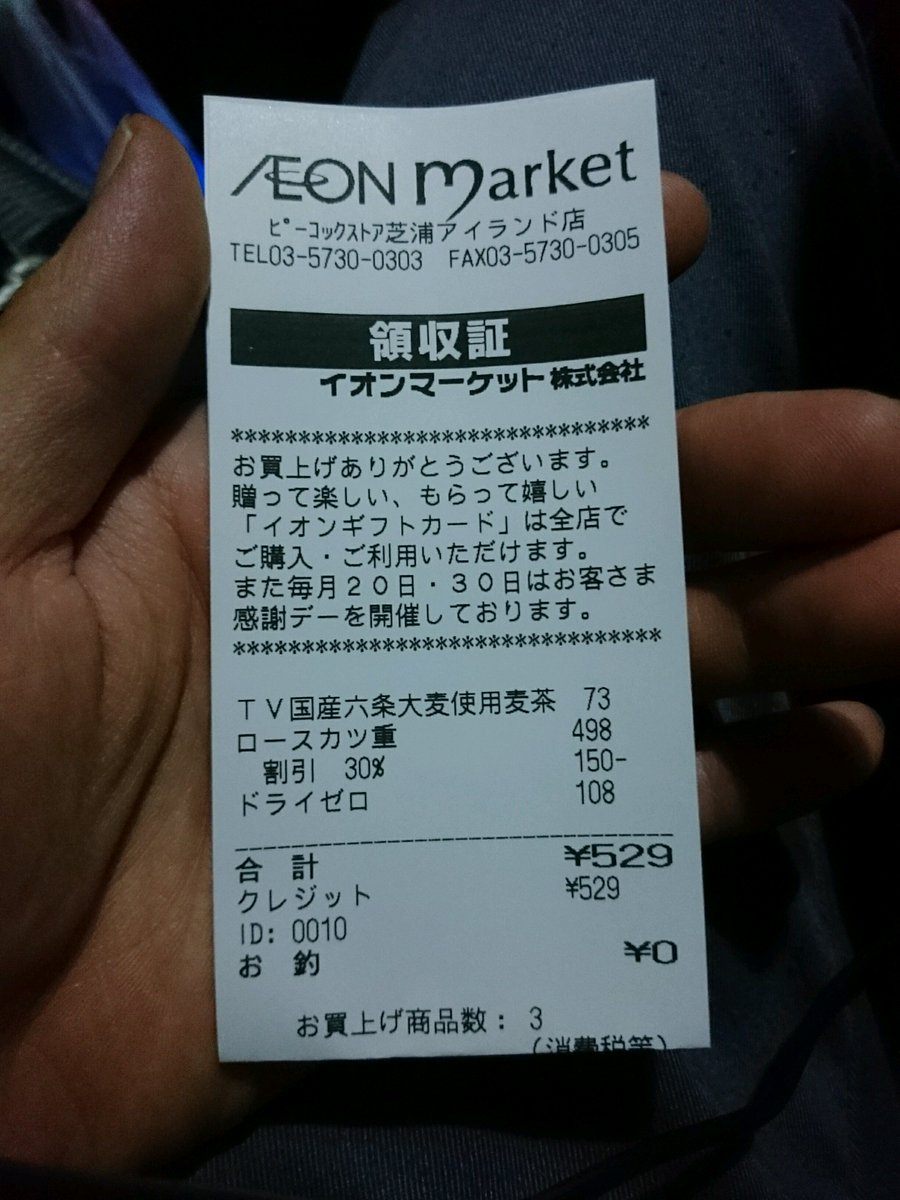 ÆON market
ピーコックストア芝浦アイランド店
TEL03-5730-0303 FAX03-5730-0305
領収証
イオンマーケット株式会社
********************************
お買上げありがとうございます。
贈って楽しい、もらって嬉しい
「イオンギフトカード」は全店で
ご購入・ご利用いただけます。
また毎月20日・30日はお客さま
感謝デーを開催しております。
********************************
TV国産六条大麦使用麦茶 73
ロースカツ重 498
割引 30% 150-
ドライゼロ 108
合 計 ¥529
クレジット ¥529
ID: 0010
お 釣 ¥0
お買上げ商品数: 3
(消費税等)